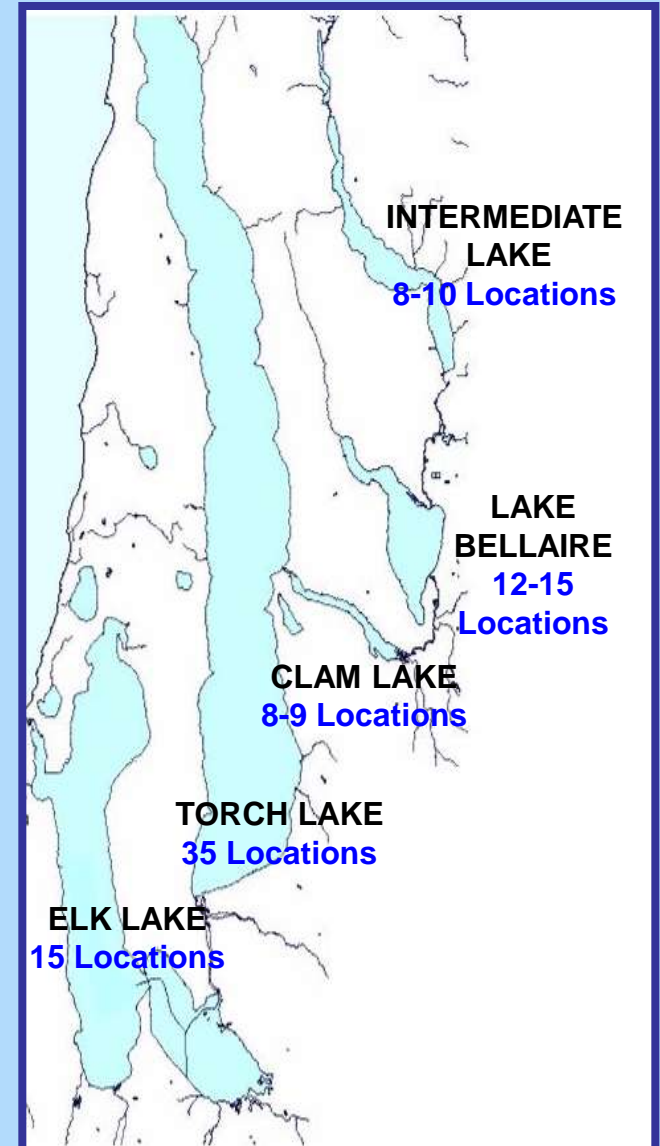 INTERMEDIATE
LAKE
8-10 Locations
LAKE
BELLAIRE
12-15
Locations
CLAM LAKE
8-9 Locations
TORCH LAKE
35 Locations
ELK LAKE
15 Locations